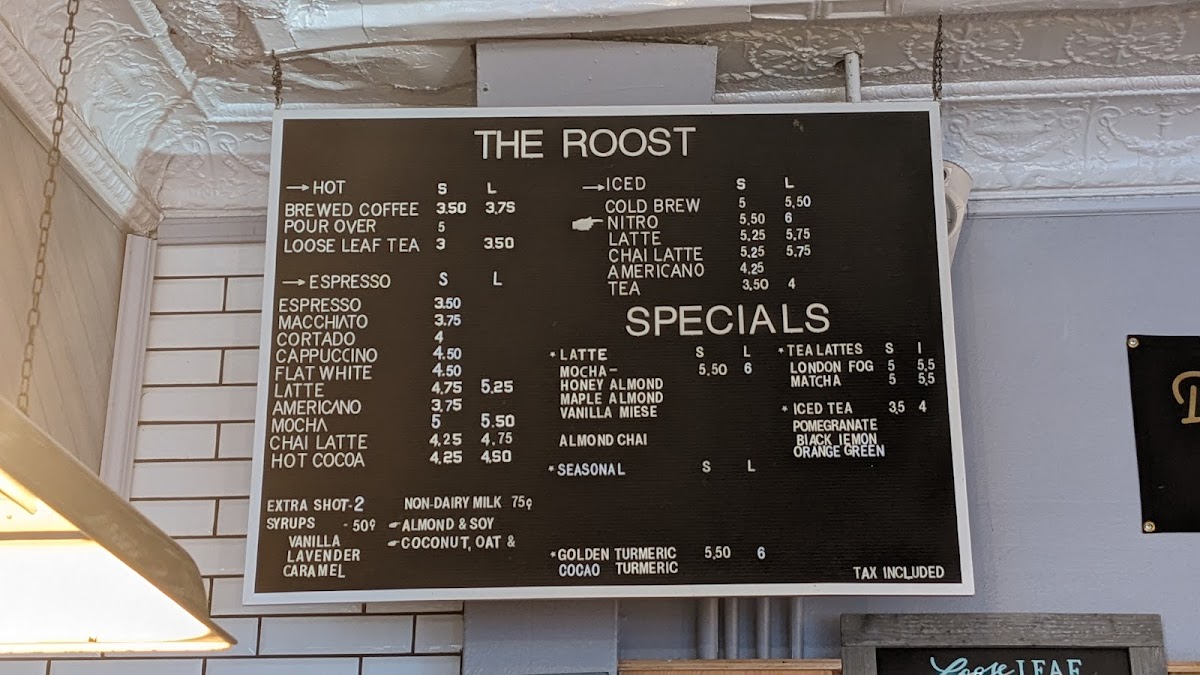 THE ROOST
→HOT S L
BREWED COFFEE 3.50 3,75
POUR OVER 5
LOOSE LEAF TEA 3 3.50
→ESPRESSO S L
ESPRESSO 3.50
MACCHIATO 3.75
CORTADO 4
CAPPUCCINO 4.50
FLAT WHITE 4.50
LATTE 4,75 5,25
AMERICANO 3,75
MOCHA 5 5.50
CHAI LATTE 4,25 4,75
HOT COCOA 4,25 4,50
EXTRA SHOT-2
SYRUPS - 50¢
VANILLA
LAVENDER
CARAMEL
NON-DAIRY MILK 75¢
ALMOND & SOY
COCONUT, OAT &
→ICED S L
COLD BREW 5 5,50
NITRO 5,50 6
LATTE 5,25 5,75
CHAI LATTE 5.25 5,75
AMERICANO 4,25
TEA 3,50 4
SPECIALS
* LATTE S L
MOCHA- 5,50 6
HONEY ALMOND
MAPLE ALMOND
VANILLA MIESE
ALMOND CHAI
* SEASONAL S L
* GOLDEN TURMERIC 5,50 6
COCAO TURMERIC
* TEA LATTES S l
LONDON FOG 5 5,5
MATCHA 5 5,5
* ICED TEA 3,5 4
POMEGRANATE
BLACK lEMON
ORANGE GREEN
TAX INCLUDED
Loose LEAF